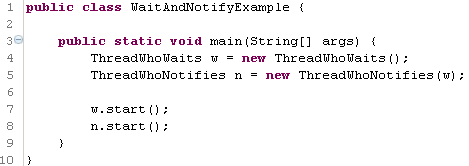 1 public class WaitAndNotifyExample {
2
3     public static void main(String[] args) {
4         ThreadWhoWaits w = new ThreadWhoWaits();
5         ThreadWhoNotifies n = new ThreadWhoNotifies(w);
6
7         w.start();
8         n.start();
9     }
10 }